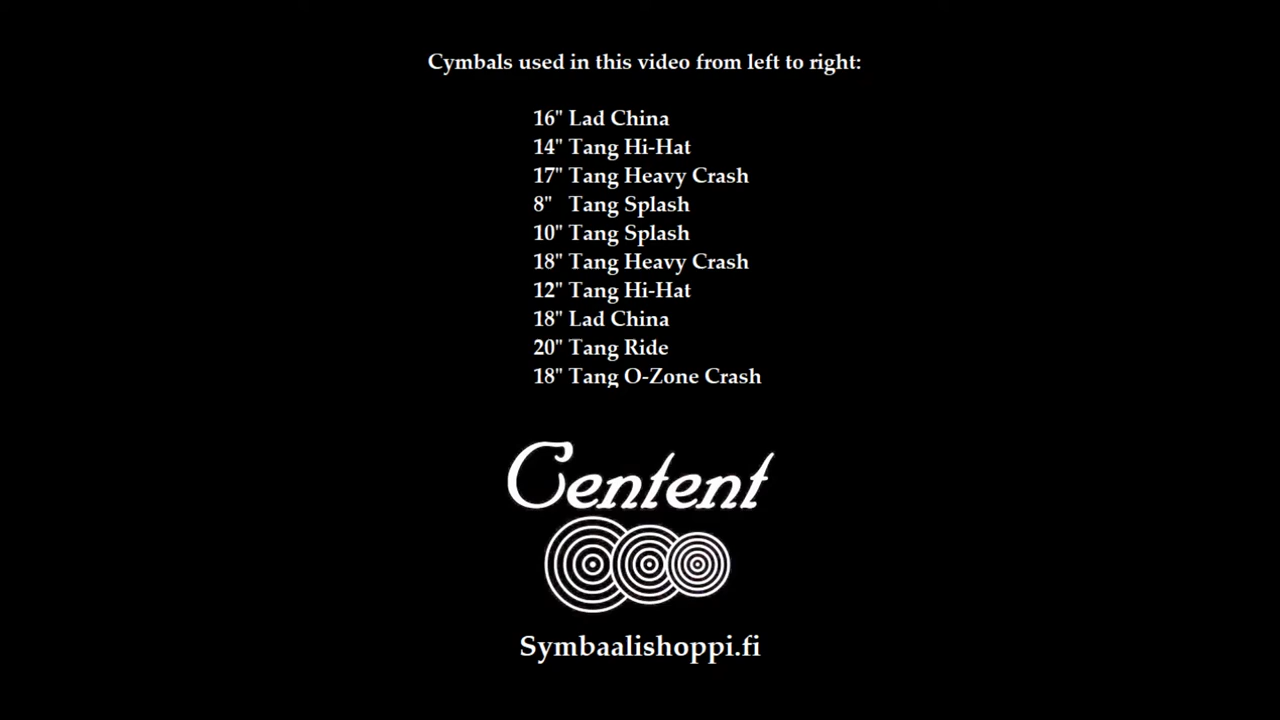 Cymbals used in this video from left to right:
16" Lad China
14" Tang Hi-Hat
17" Tang Heavy Crash
8" Tang Splash
10" Tang Splash
18" Tang Heavy Crash
12" Tang Hi-Hat
18" Lad China
20" Tang Ride
18" Tang O-Zone Crash
Centent
Symbaalishoppi.fi